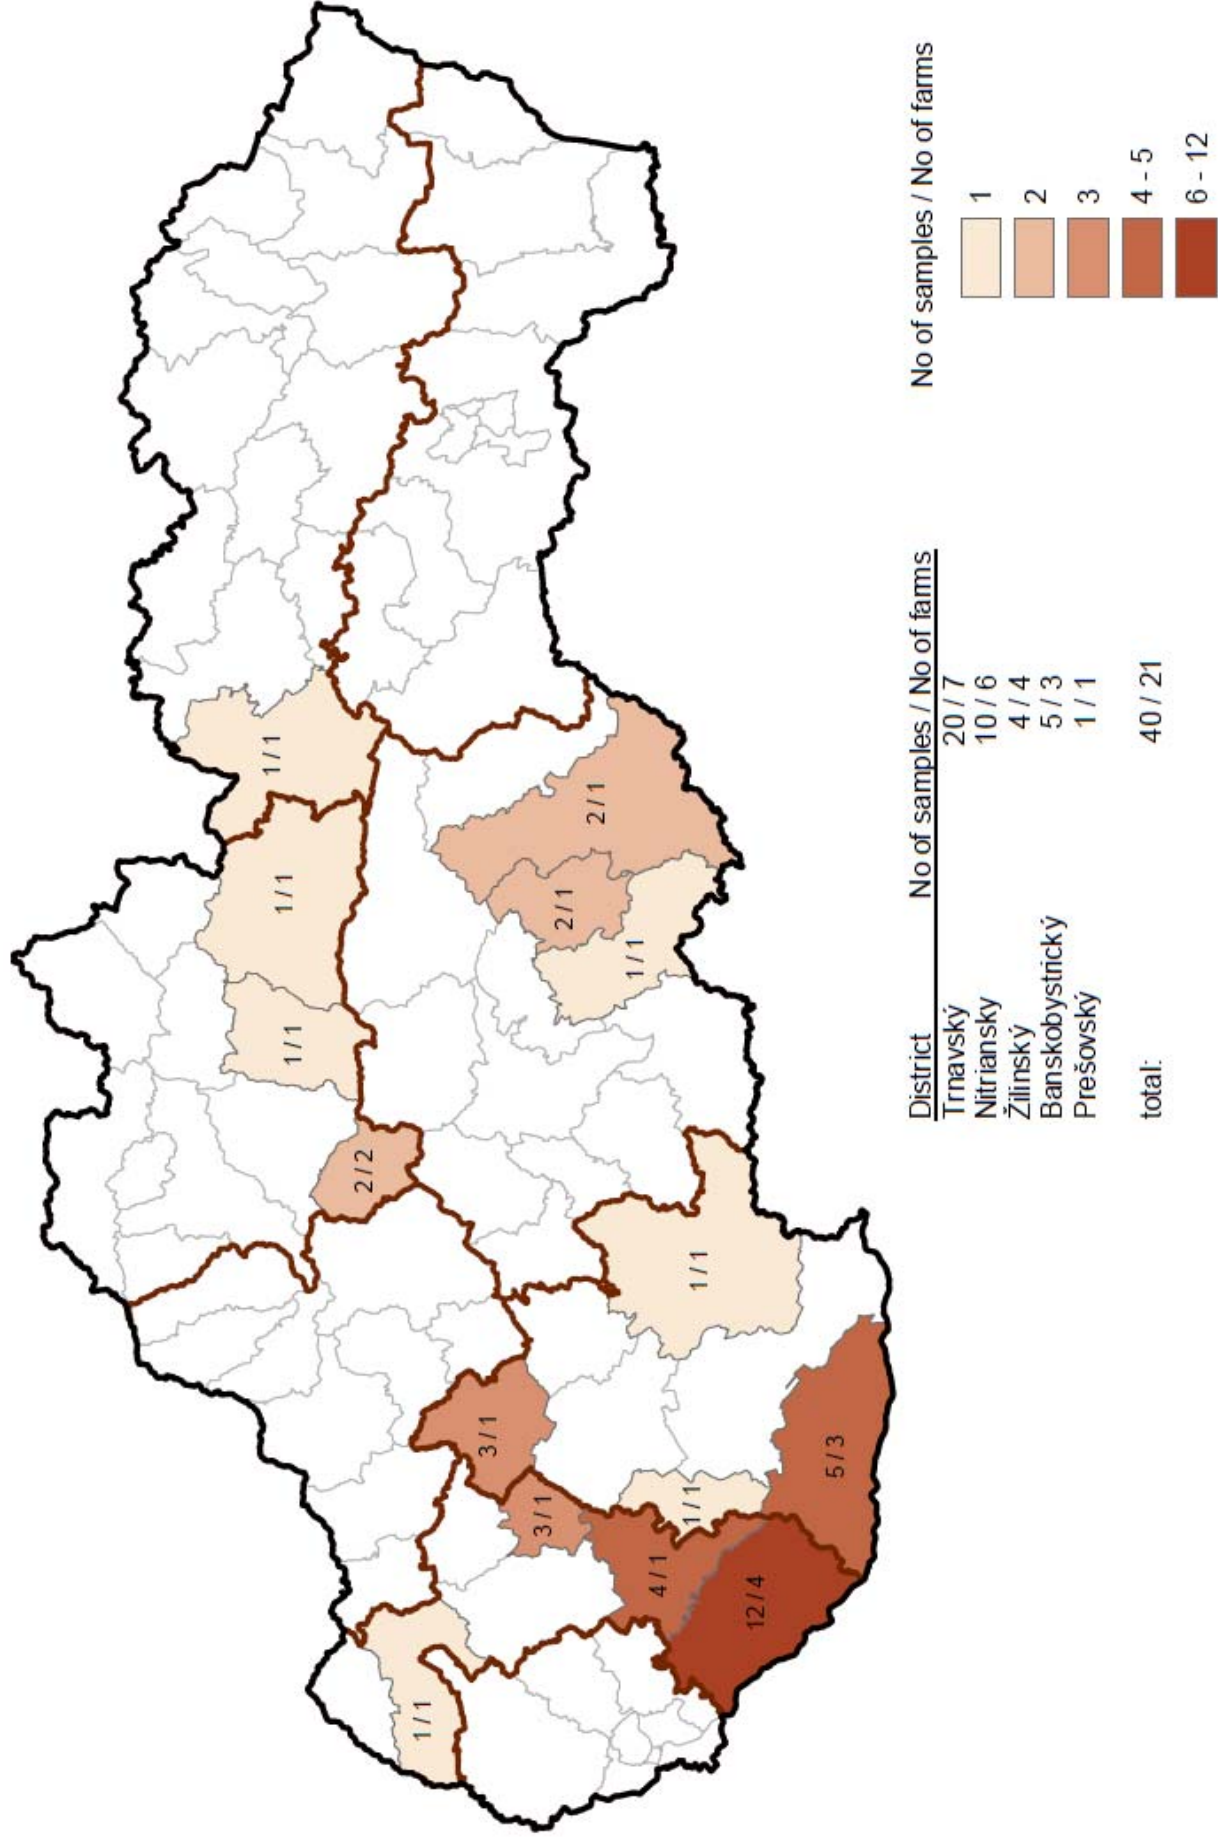 1 / 1
1 / 1
1 / 1
2 / 2
2 / 1
2 / 1
1 / 1
1 / 1
3 / 1
3 / 1
1 / 1
4 / 1
5 / 3
12 / 4
1 / 1
District No of samples / No of farms
Trnavský 20 / 7
Nitriansky 10 / 6
Žilinský 4 / 4
Banskobystrický 5 / 3
Prešovský 1 / 1
total: 40 / 21
No of samples / No of farms
1
2
3
4 - 5
6 - 12